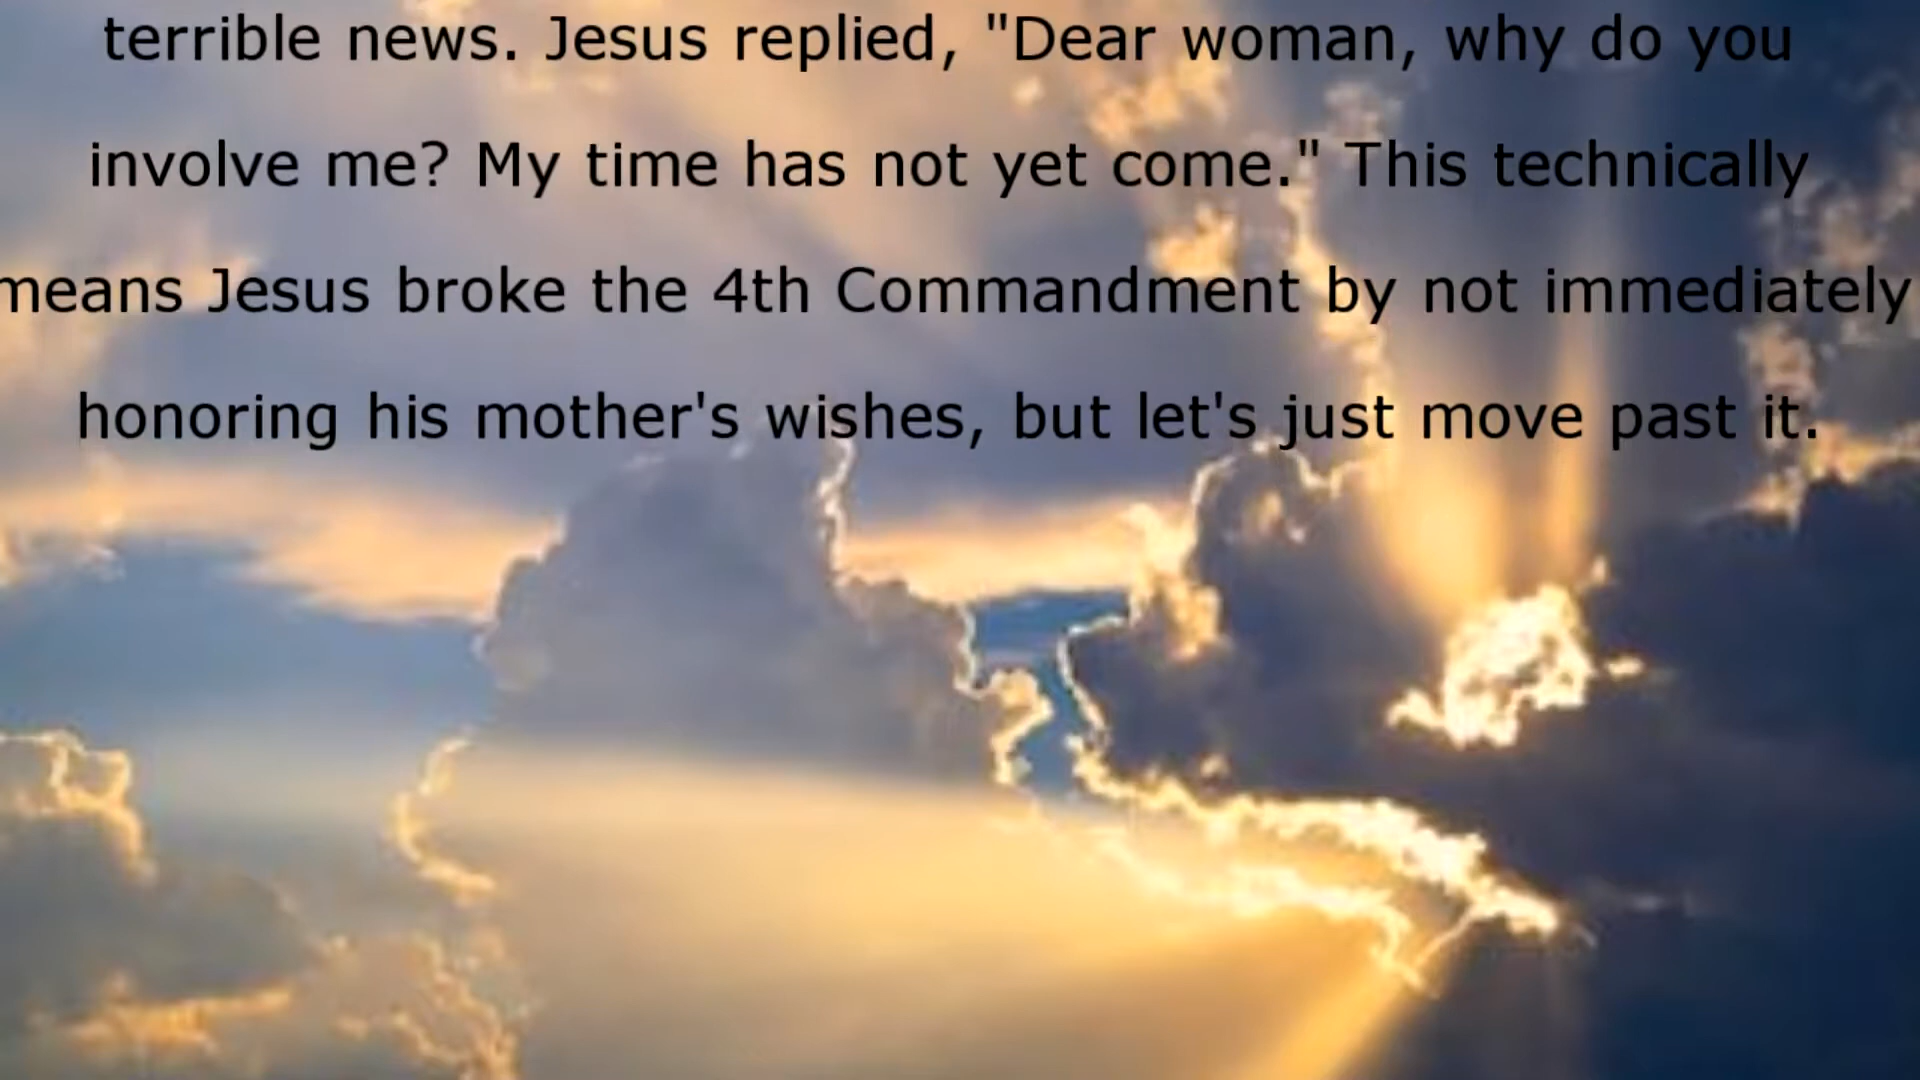 terrible news. Jesus replied, "Dear woman, why do you
involve me? My time has not yet come." This technically
means Jesus broke the 4th Commandment by not immediately
honoring his mother's wishes, but let's just move past it.